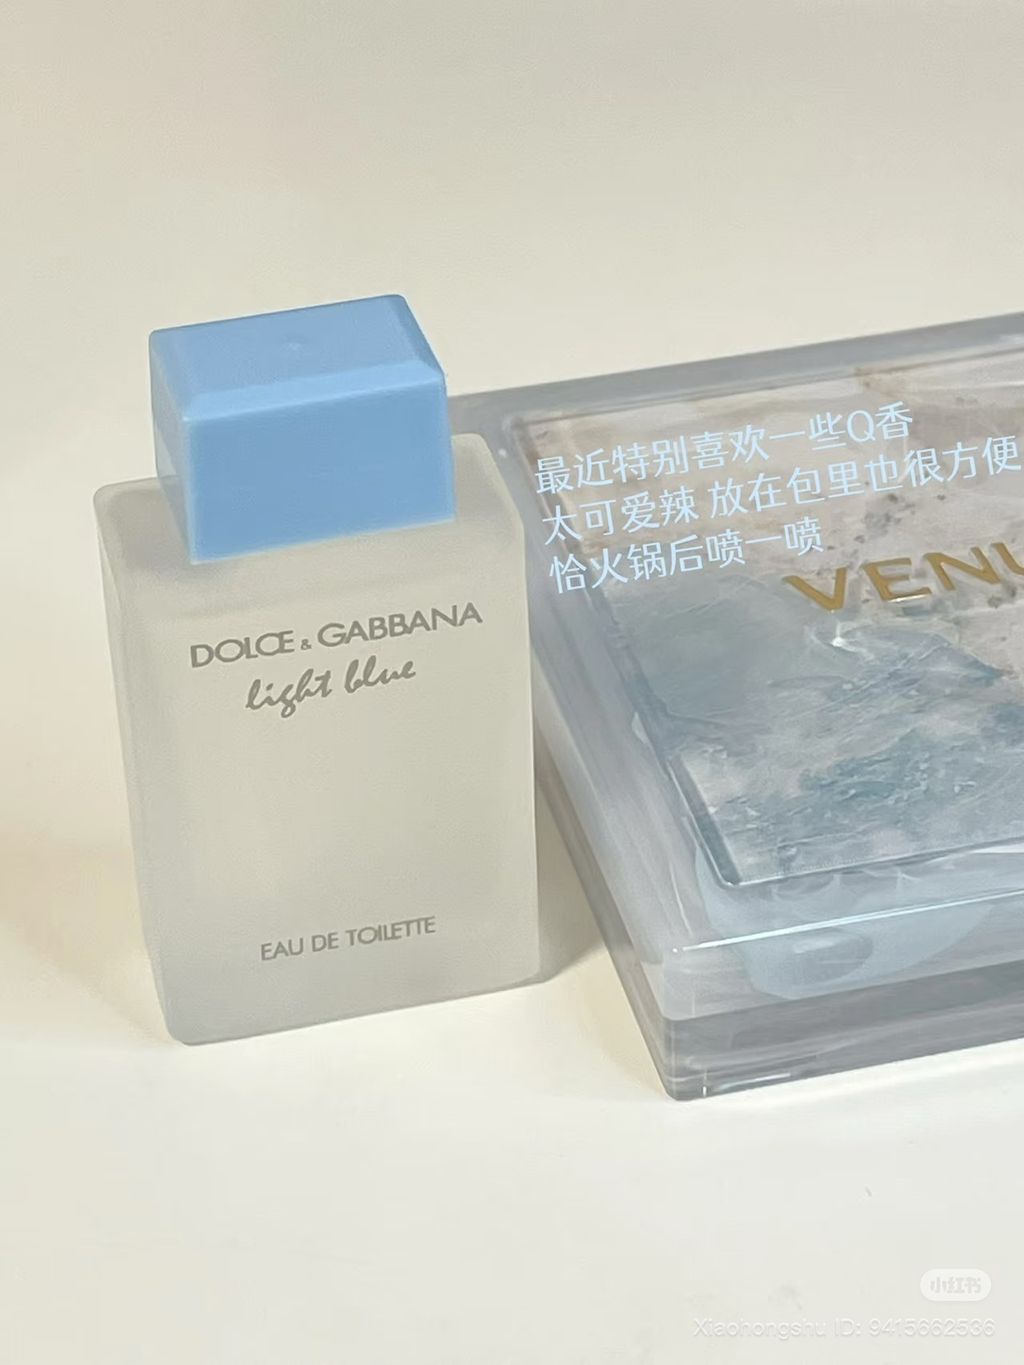 最近特别喜欢一些Q香
太可爱辣 放在包里也很方便
恰火锅后喷一喷
VENU
DOLCE & GABBANA
light blue
EAU DE TOILETTE
小红书
Xiaohongshu ID: 9415662536